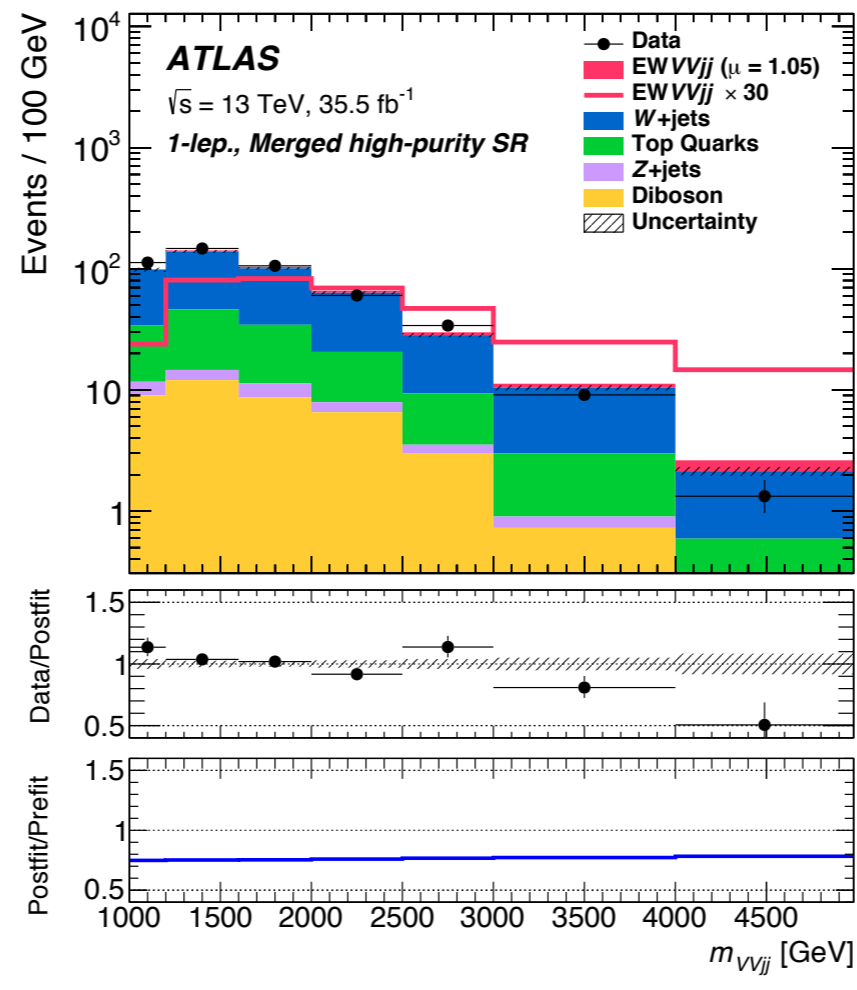 Events / 100 GeV
10⁴
10³
10²
10
1
ATLAS
√s = 13 TeV, 35.5 fb⁻¹
1-lep., Merged high-purity SR
Data
EW VVjj (μ = 1.05)
EW VVjj × 30
W+jets
Top Quarks
Z+jets
Diboson
Uncertainty
Data/Postfit
1.5
1
0.5
Postfit/Prefit
1.5
1
0.5
1000 1500 2000 2500 3000 3500 4000 4500
m_VVjj [GeV]